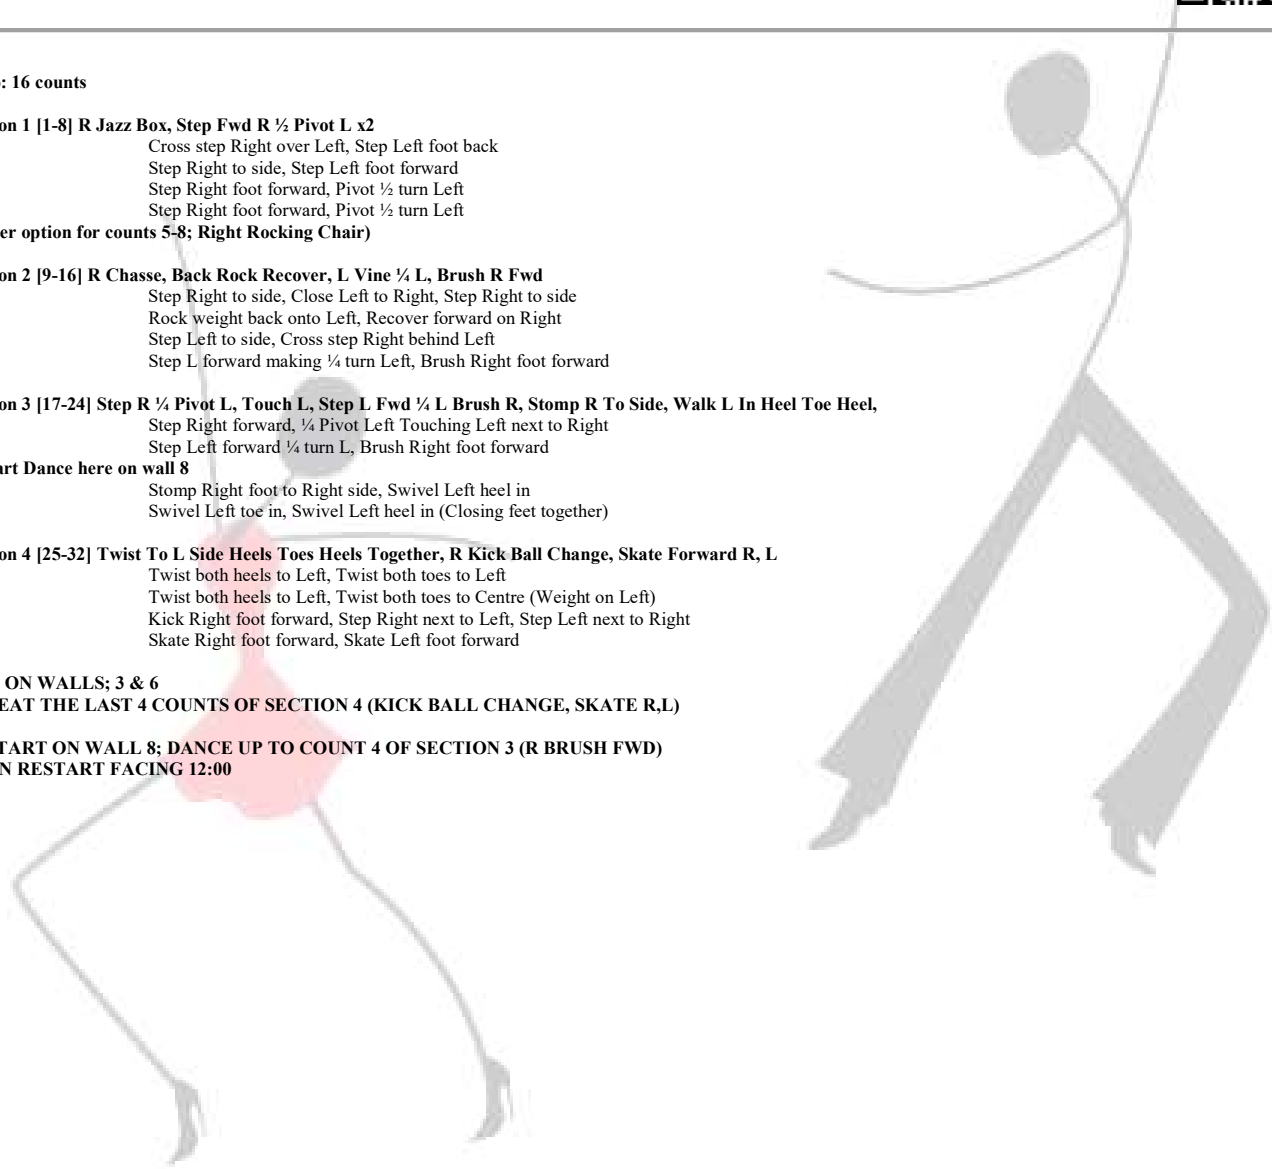 : 16 counts
on 1 [1-8] R Jazz Box, Step Fwd R ½ Pivot L x2
Cross step Right over Left, Step Left foot back
Step Right to side, Step Left foot forward
Step Right foot forward, Pivot ½ turn Left
Step Right foot forward, Pivot ½ turn Left
er option for counts 5-8; Right Rocking Chair)
on 2 [9-16] R Chasse, Back Rock Recover, L Vine ¼ L, Brush R Fwd
Step Right to side, Close Left to Right, Step Right to side
Rock weight back onto Left, Recover forward on Right
Step Left to side, Cross step Right behind Left
Step L forward making ¼ turn Left, Brush Right foot forward
on 3 [17-24] Step R ¼ Pivot L, Touch L, Step L Fwd ¼ L Brush R, Stomp R To Side, Walk L In Heel Toe Heel,
Step Right forward, ¼ Pivot Left Touching Left next to Right
Step Left forward ¼ turn L, Brush Right foot forward
art Dance here on wall 8
Stomp Right foot to Right side, Swivel Left heel in
Swivel Left toe in, Swivel Left heel in (Closing feet together)
on 4 [25-32] Twist To L Side Heels Toes Heels Together, R Kick Ball Change, Skate Forward R, L
Twist both heels to Left, Twist both toes to Left
Twist both heels to Left, Twist both toes to Centre (Weight on Left)
Kick Right foot forward, Step Right next to Left, Step Left next to Right
Skate Right foot forward, Skate Left foot forward
ON WALLS; 3 & 6
EAT THE LAST 4 COUNTS OF SECTION 4 (KICK BALL CHANGE, SKATE R,L)
TART ON WALL 8; DANCE UP TO COUNT 4 OF SECTION 3 (R BRUSH FWD)
N RESTART FACING 12:00